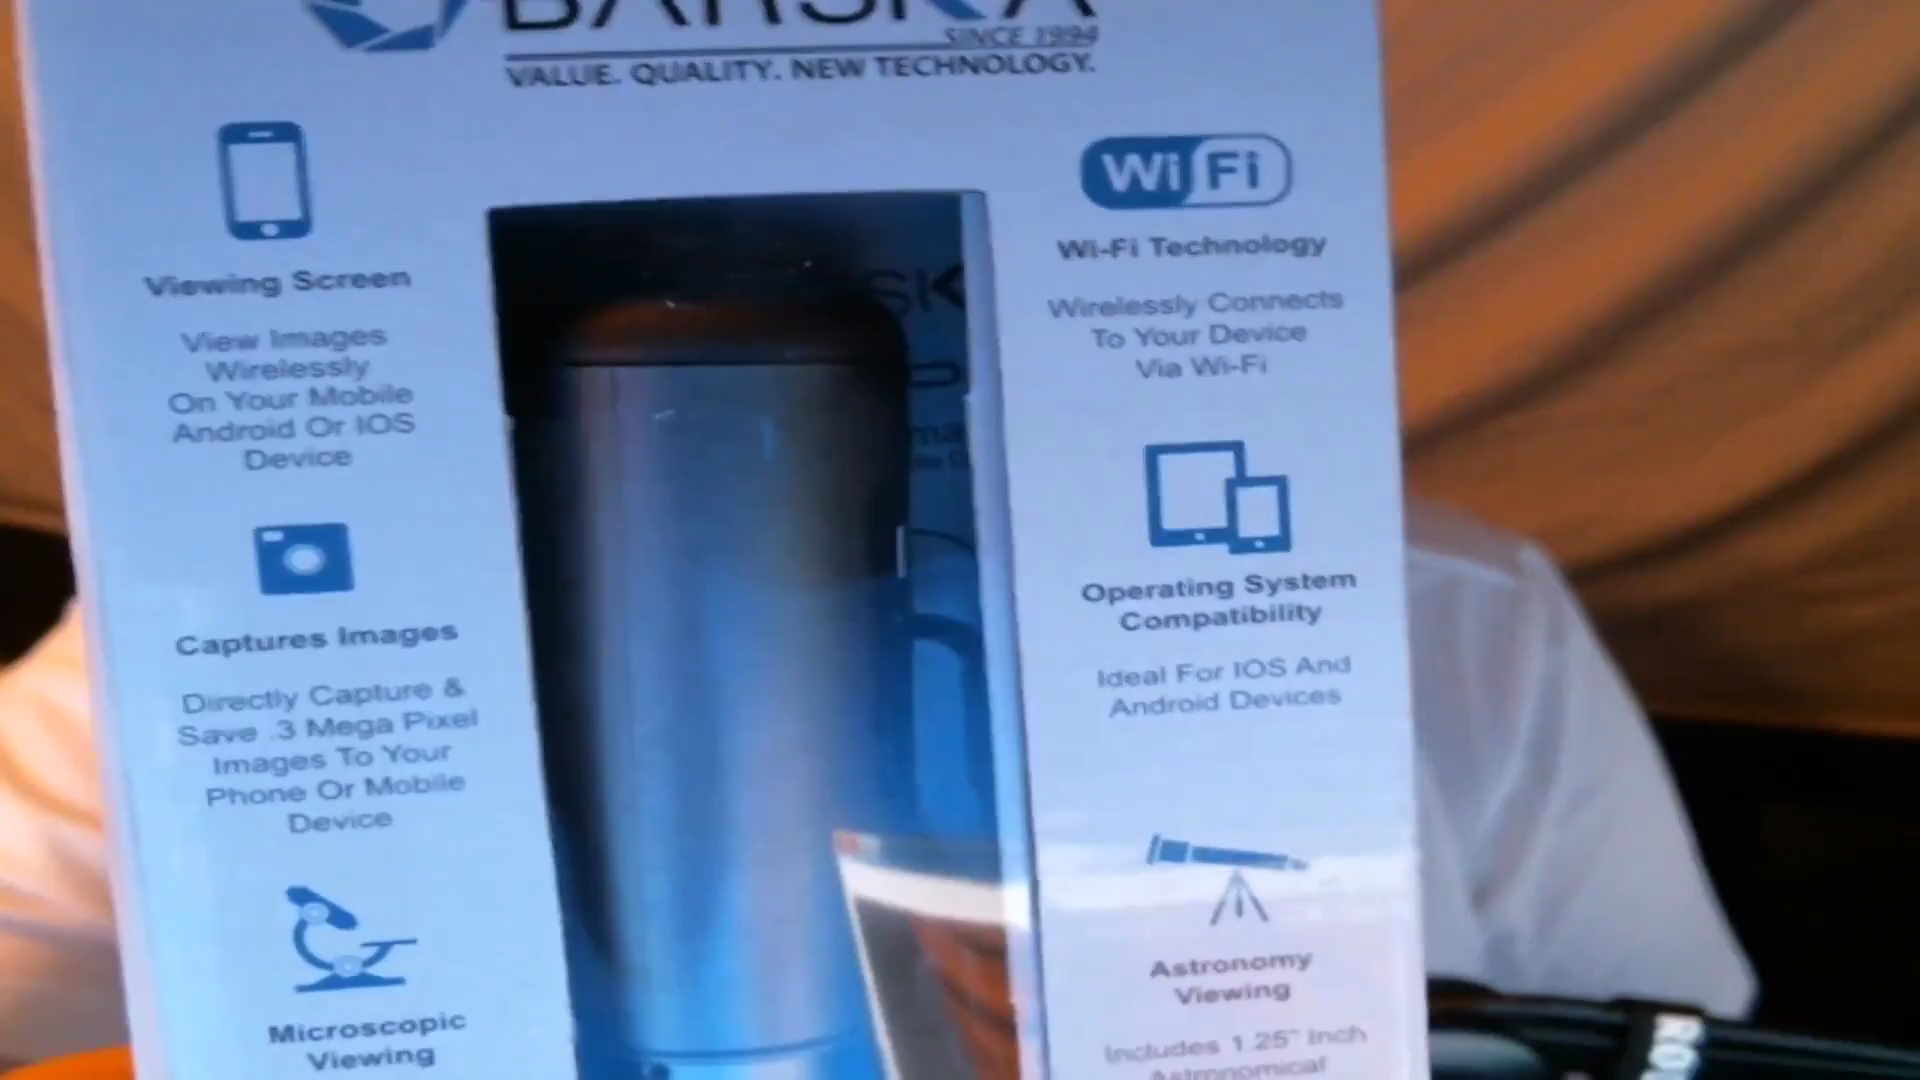 BARSKA
SINCE 1994
VALUE. QUALITY. NEW TECHNOLOGY.
Viewing Screen
View Images
Wirelessly
On Your Mobile
Android Or IOS
Device
Captures Images
Directly Capture &
Save .3 Mega Pixel
Images To Your
Phone Or Mobile
Device
Microscopic
Viewing
SK
WiFi
Wi-Fi Technology
Wirelessly Connects
To Your Device
Via Wi-Fi
Operating System
Compatibility
Ideal For IOS And
Android Devices
Astronomy
Viewing
Includes 1.25" Inch
Astronomical